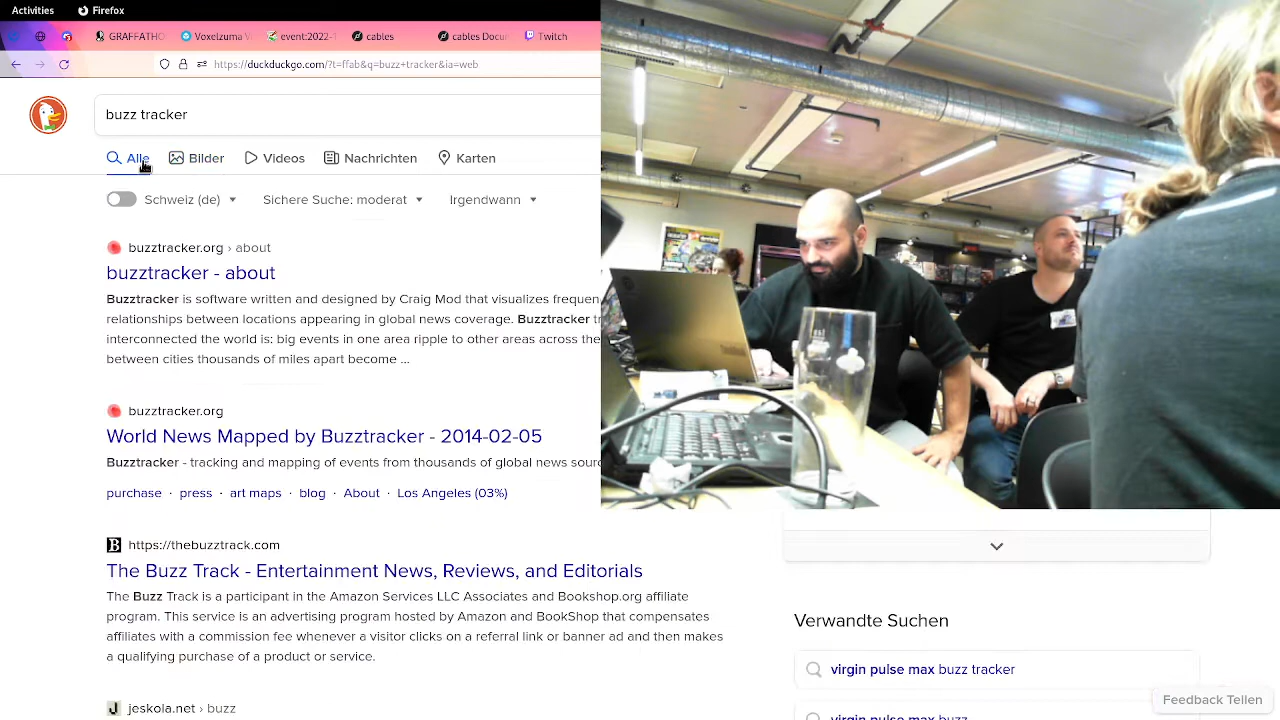 Activities
Firefox
GRAFFATHO
Voxelzuma V
event:2022-1
cables
cables Docu
Twitch
https://duckduckgo.com/?t=ffab&q=buzz+tracker&ia=web
buzz tracker
Alle
Bilder
Videos
Nachrichten
Karten
Schweiz (de)
Sichere Suche: moderat
Irgendwann
buzztracker.org › about
buzztracker - about
Buzztracker is software written and designed by Craig Mod that visualizes frequen
relationships between locations appearing in global news coverage. Buzztracker tr
interconnected the world is: big events in one area ripple to other areas across the
between cities thousands of miles apart become ...
buzztracker.org
World News Mapped by Buzztracker - 2014-02-05
Buzztracker - tracking and mapping of events from thousands of global news sour
purchase · press · art maps · blog · About · Los Angeles (03%)
https://thebuzztrack.com
The Buzz Track - Entertainment News, Reviews, and Editorials
The Buzz Track is a participant in the Amazon Services LLC Associates and Bookshop.org affiliate
program. This service is an advertising program hosted by Amazon and BookShop that compensates
affiliates with a commission fee whenever a visitor clicks on a referral link or banner ad and then makes
a qualifying purchase of a product or service.
jeskola.net › buzz
Verwandte Suchen
virgin pulse max buzz tracker
virgin pulse max buzz
Feedback Teilen